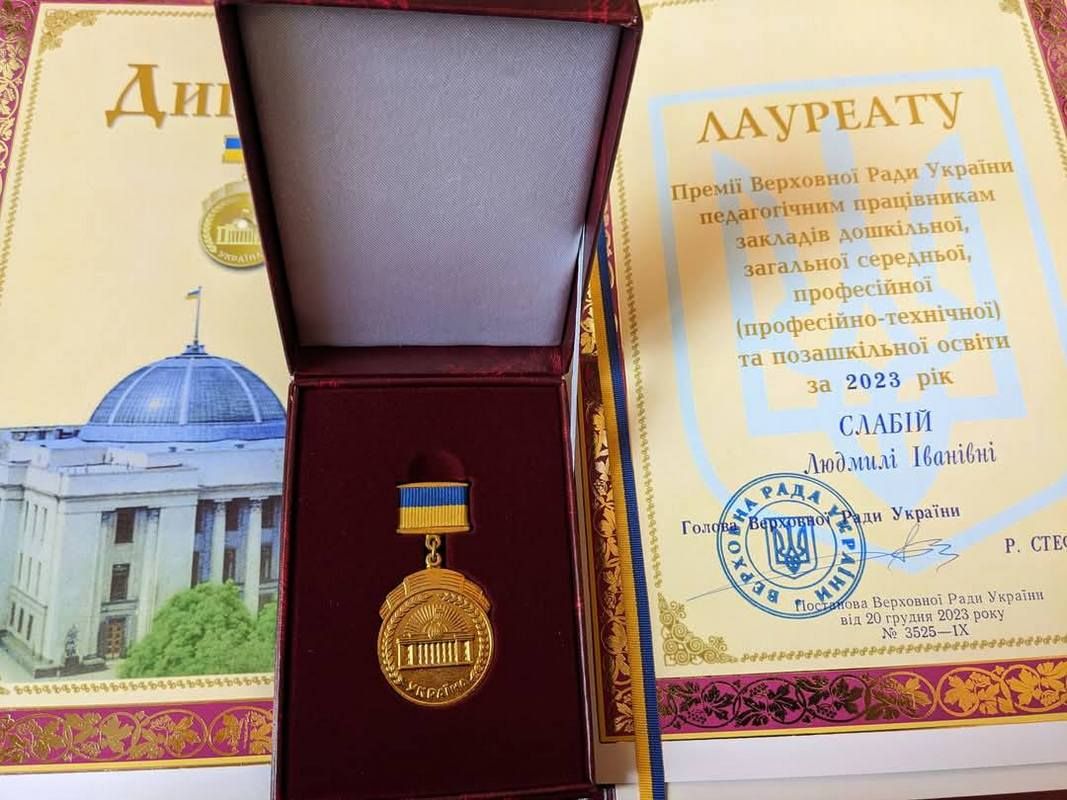 Ди
УКРАЇНА
УКРАЇНА
ЛАУРЕАТУ
Премії Верховної Ради України
педагогічним працівникам
закладів дошкільної,
загальної середньої,
професійної
(професійно-технічної)
та позашкільної освіти
за 2023 рік
СЛАБІЙ
Людмилі Іванівні
Голова Верховної Ради України
Р. СТЕФ
ВЕРХОВНА РАДА УКРАЇНИ
Постанова Верховної Ради України
від 20 грудня 2023 року
№ 3525—IX